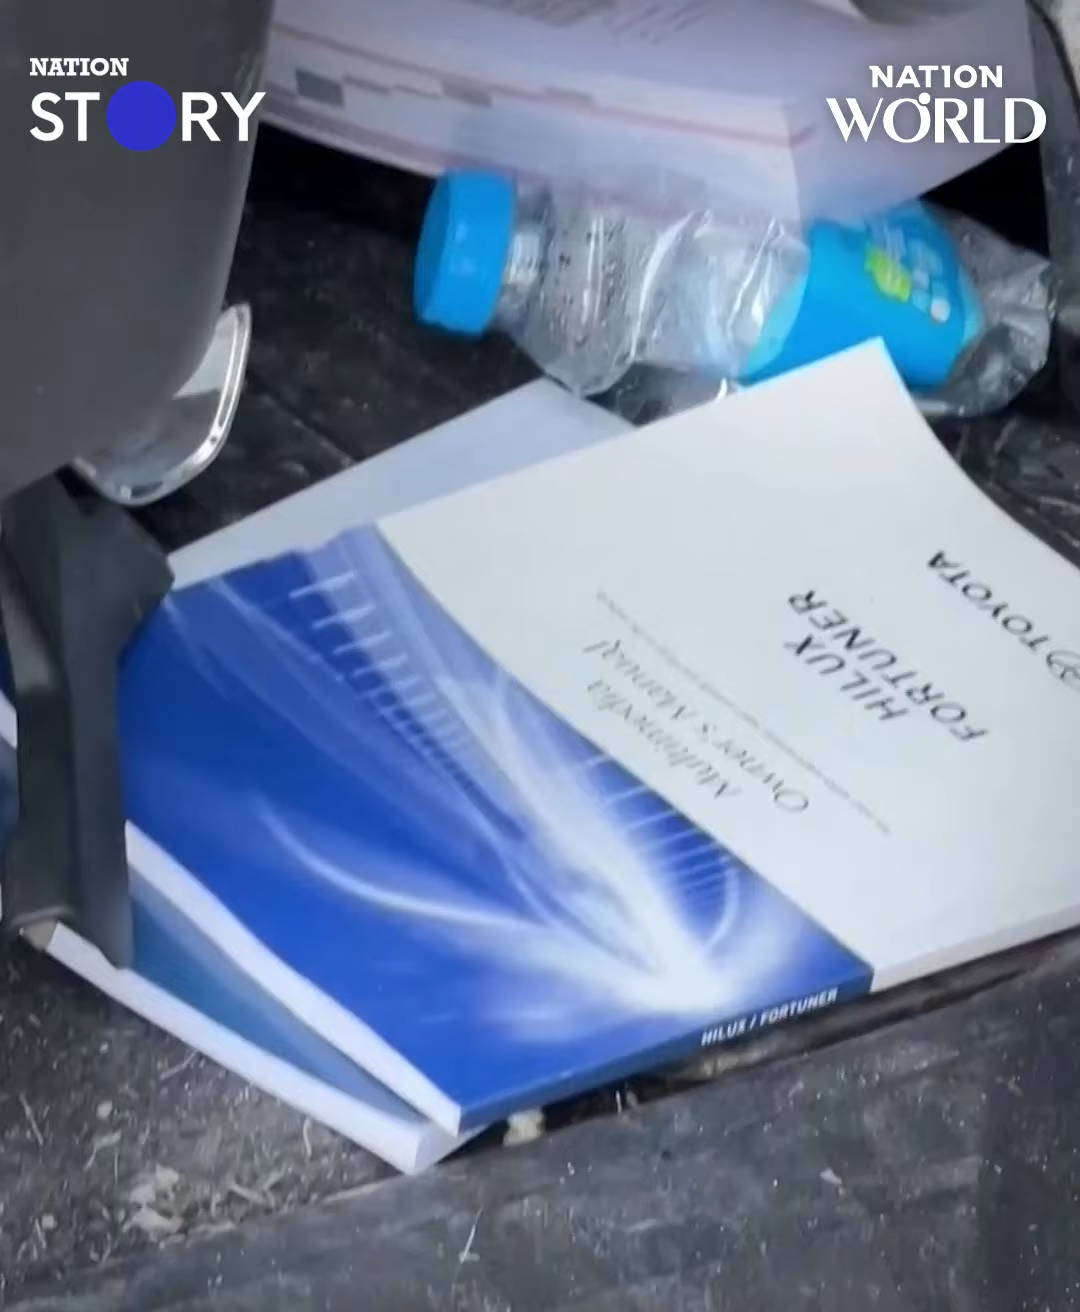 NATION
STORY
NATION
WORLD
TOYOTA
HILUX
FORTUNER
Multimedia
Owner's Manual
HILUX / FORTUNER